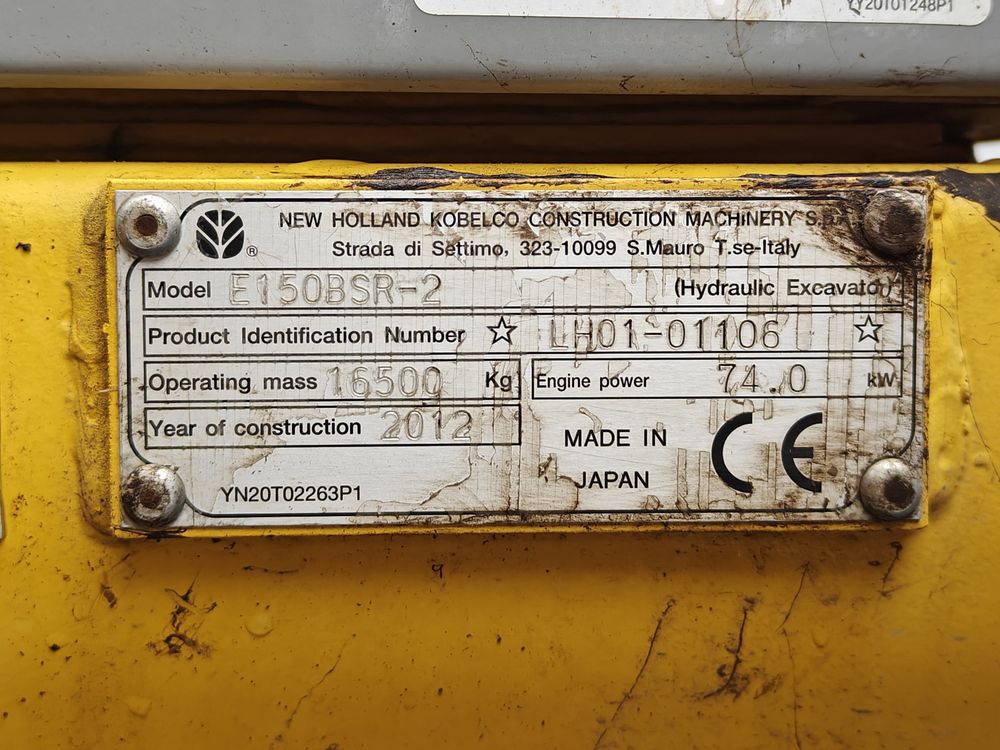 YY20T01248P1
NEW HOLLAND KOBELCO CONSTRUCTION MACHINERY S.
Strada di Settimo, 323-10099 S.Mauro T.se-Italy
Model E150BSR-2 (Hydraulic Excavator)
Product Identification Number ☆ LH01-01106 ☆
Operating mass 16500 Kg Engine power 74.0 kW
Year of construction 2012
MADE IN
JAPAN
CE
YN20T02263P1
®